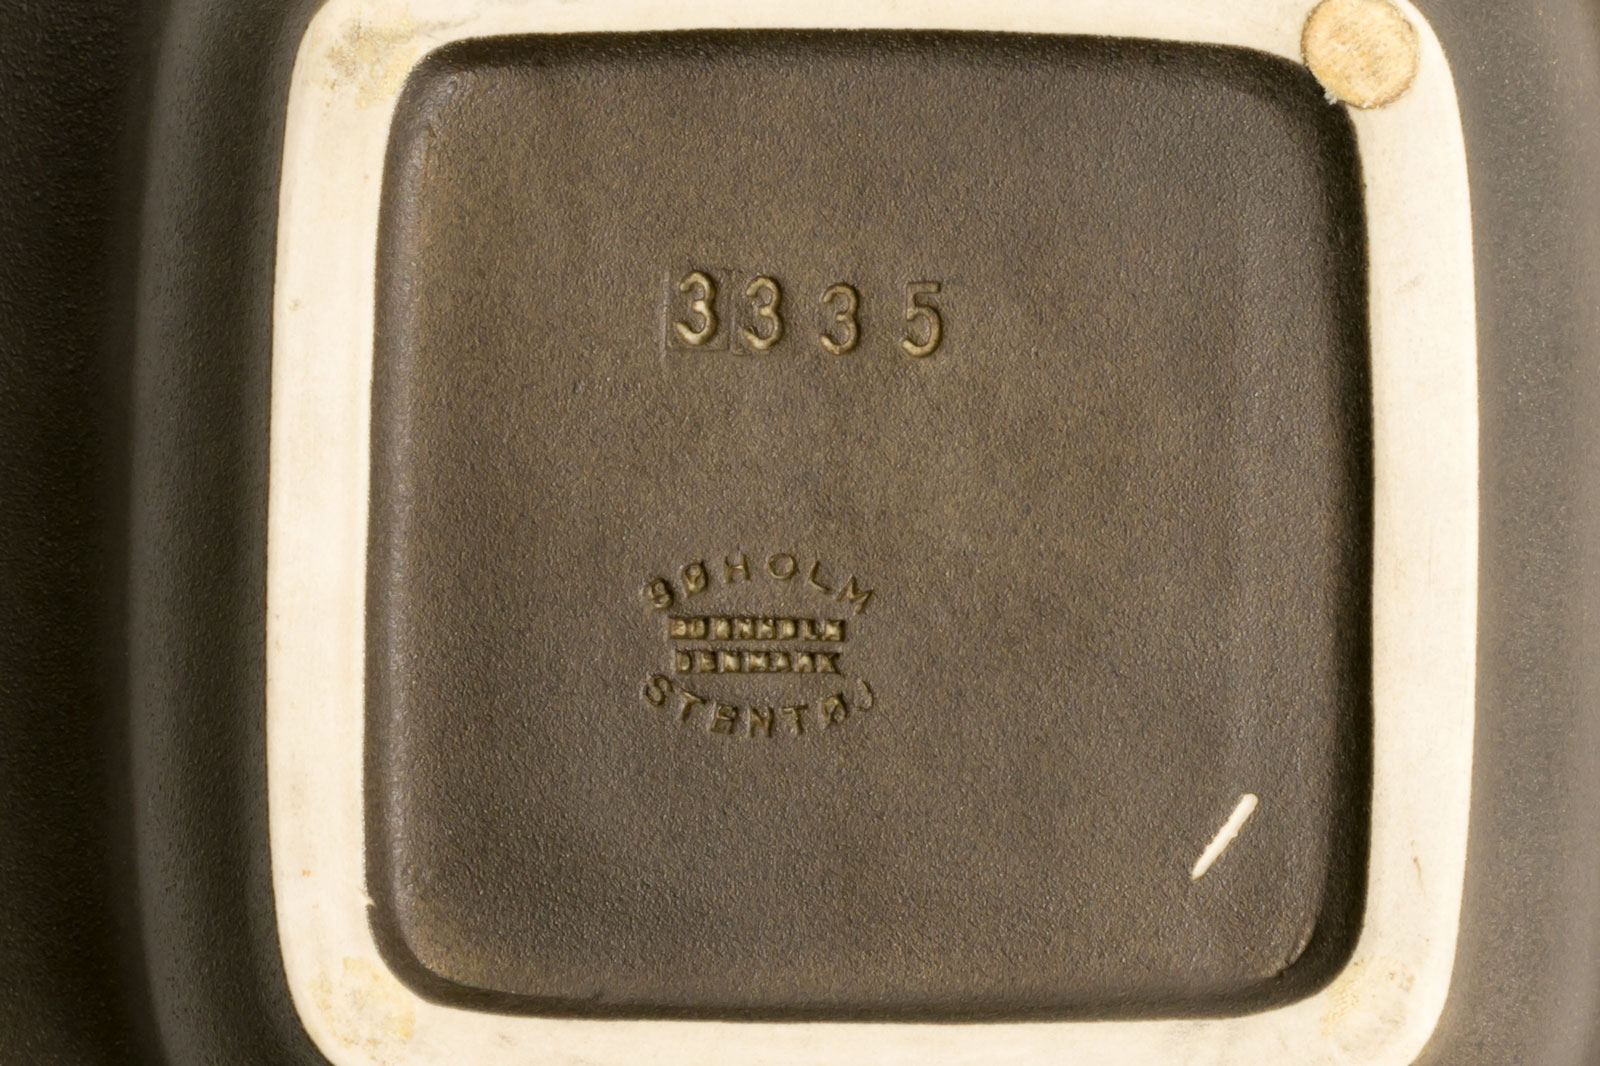 3335
SØHOLM
BORNHOLM
DENMARK
STENTØJ